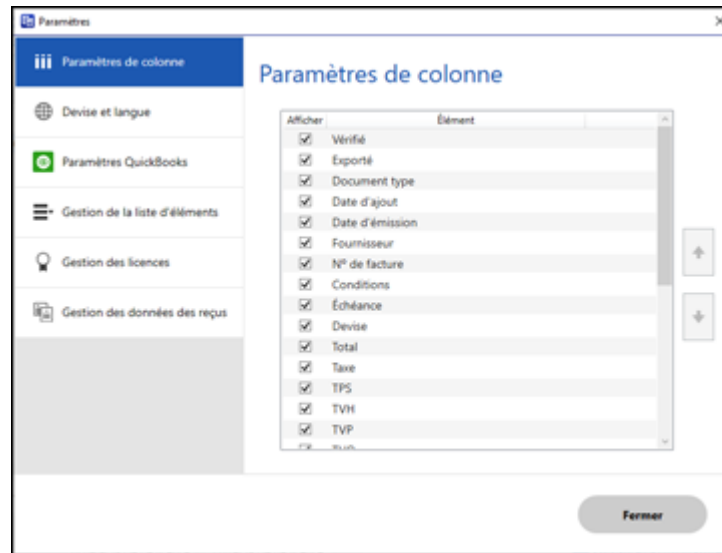 Paramètres
Paramètres de colonne
Devise et langue
Paramètres QuickBooks
Gestion de la liste d'éléments
Gestion des licences
Gestion des données des reçus
Paramètres de colonne
Afficher Élément
Vérifié
Exporté
Document type
Date d'ajout
Date d'émission
Fournisseur
Nº de facture
Conditions
Échéance
Devise
Total
Taxe
TPS
TVH
TVP
Fermer